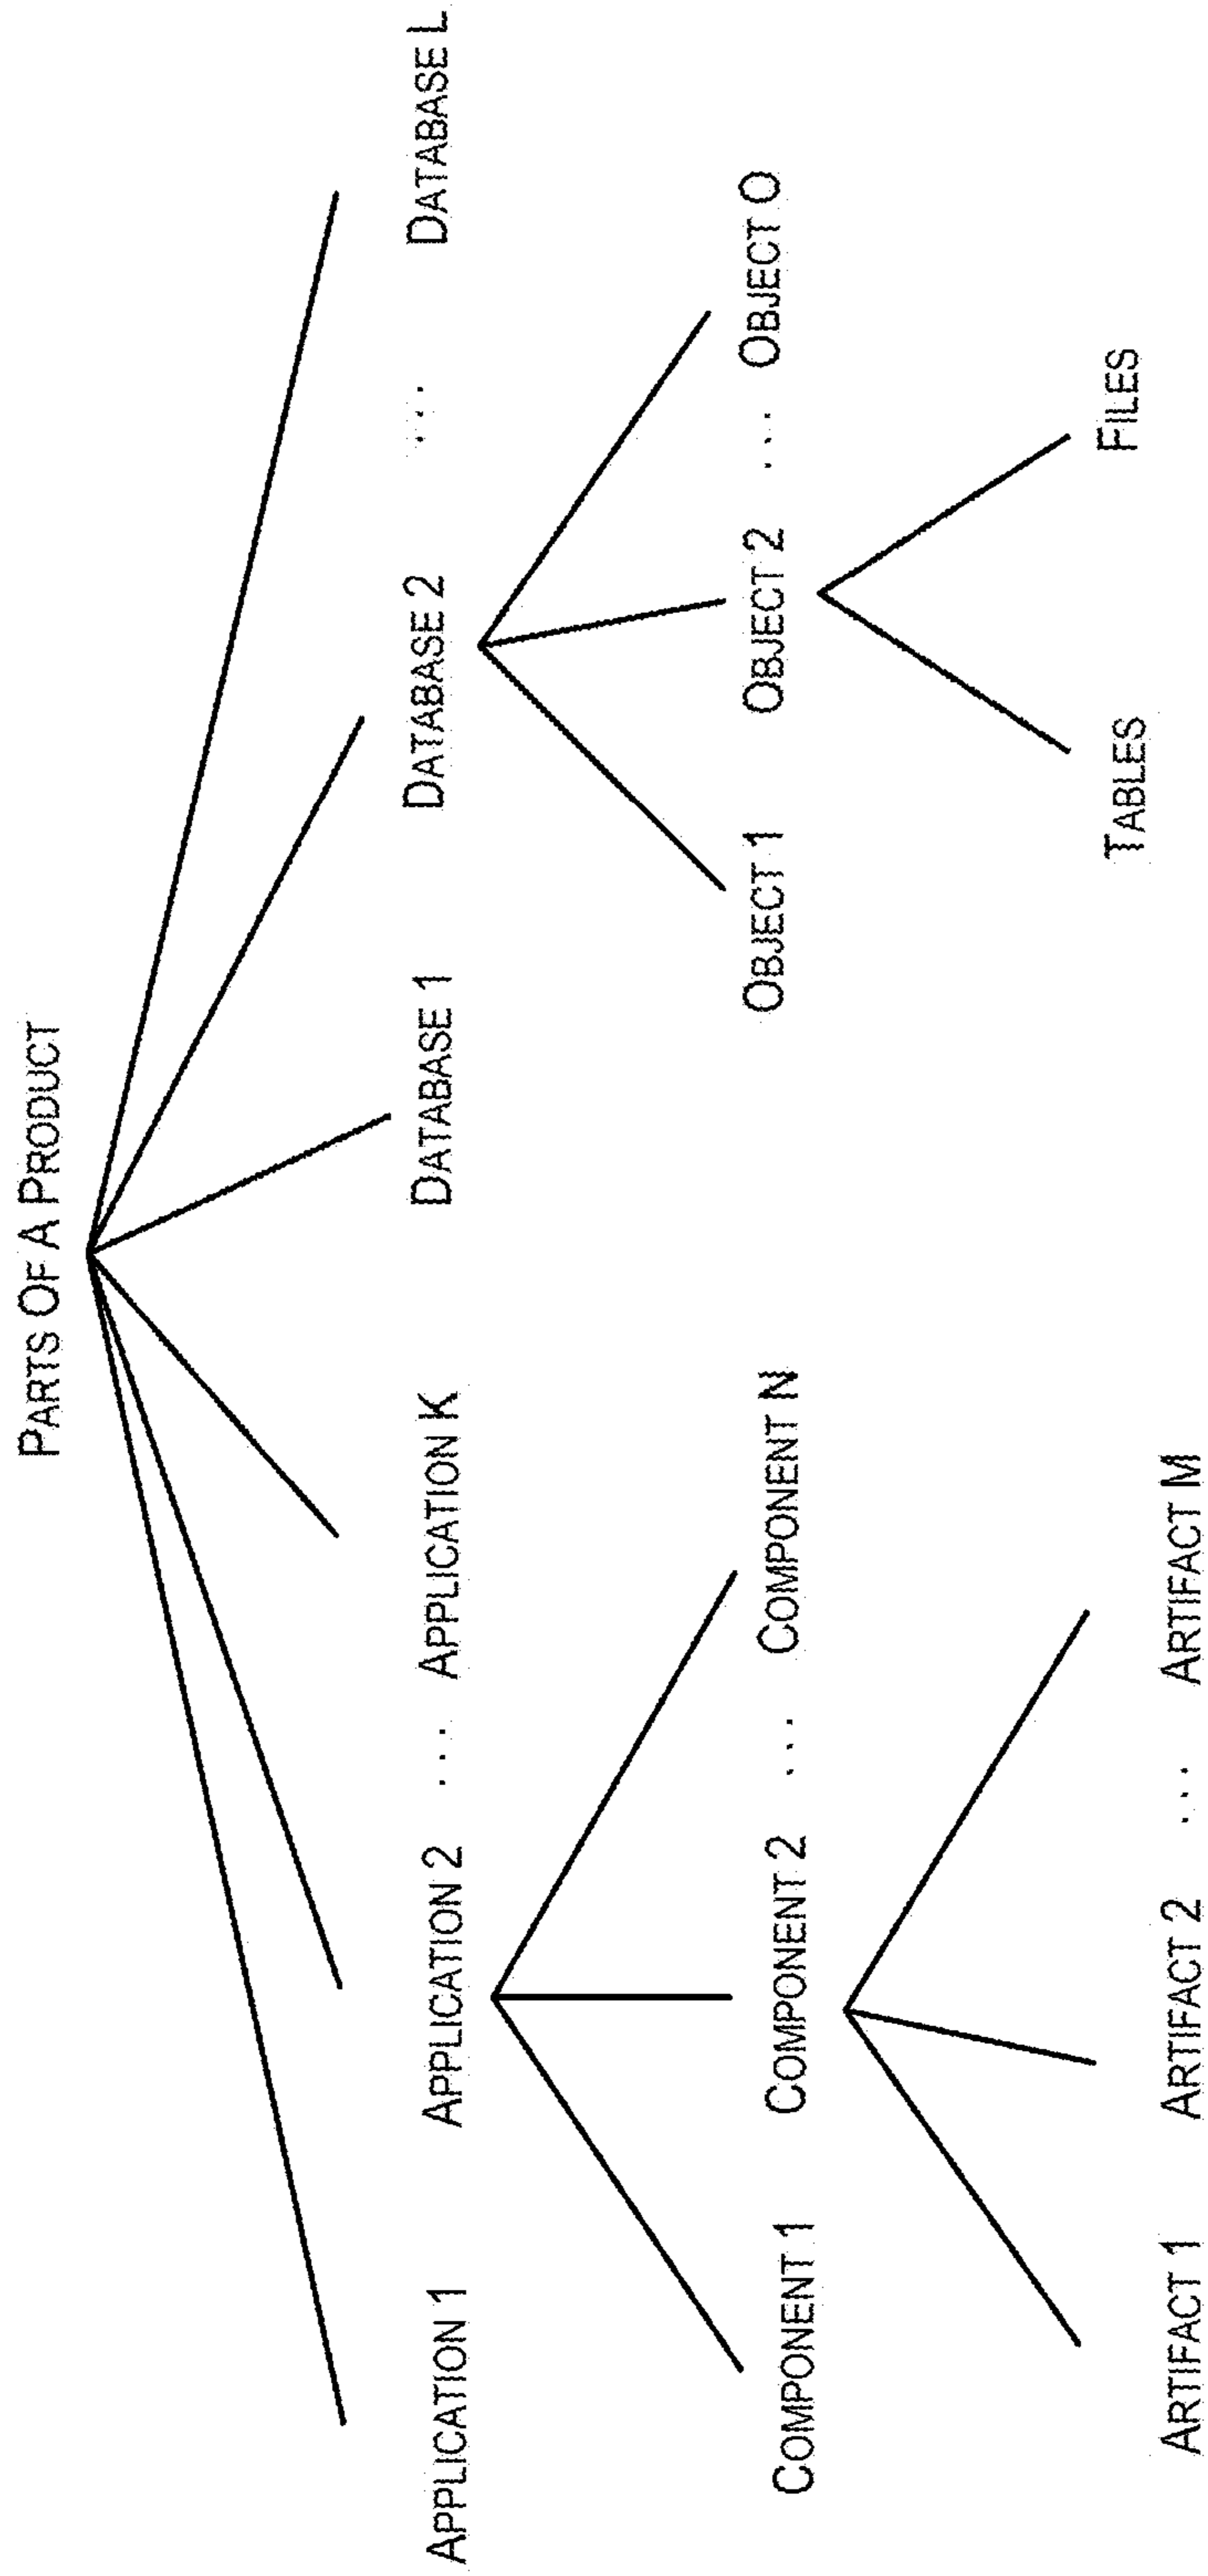 PARTS OF A PRODUCT
APPLICATION 1 APPLICATION 2 ... APPLICATION K DATABASE 1 DATABASE 2 ... DATABASE L
COMPONENT 1 COMPONENT 2 ... COMPONENT N OBJECT 1 OBJECT 2 ... OBJECT O
ARTIFACT 1 ARTIFACT 2 ... ARTIFACT M TABLES FILES